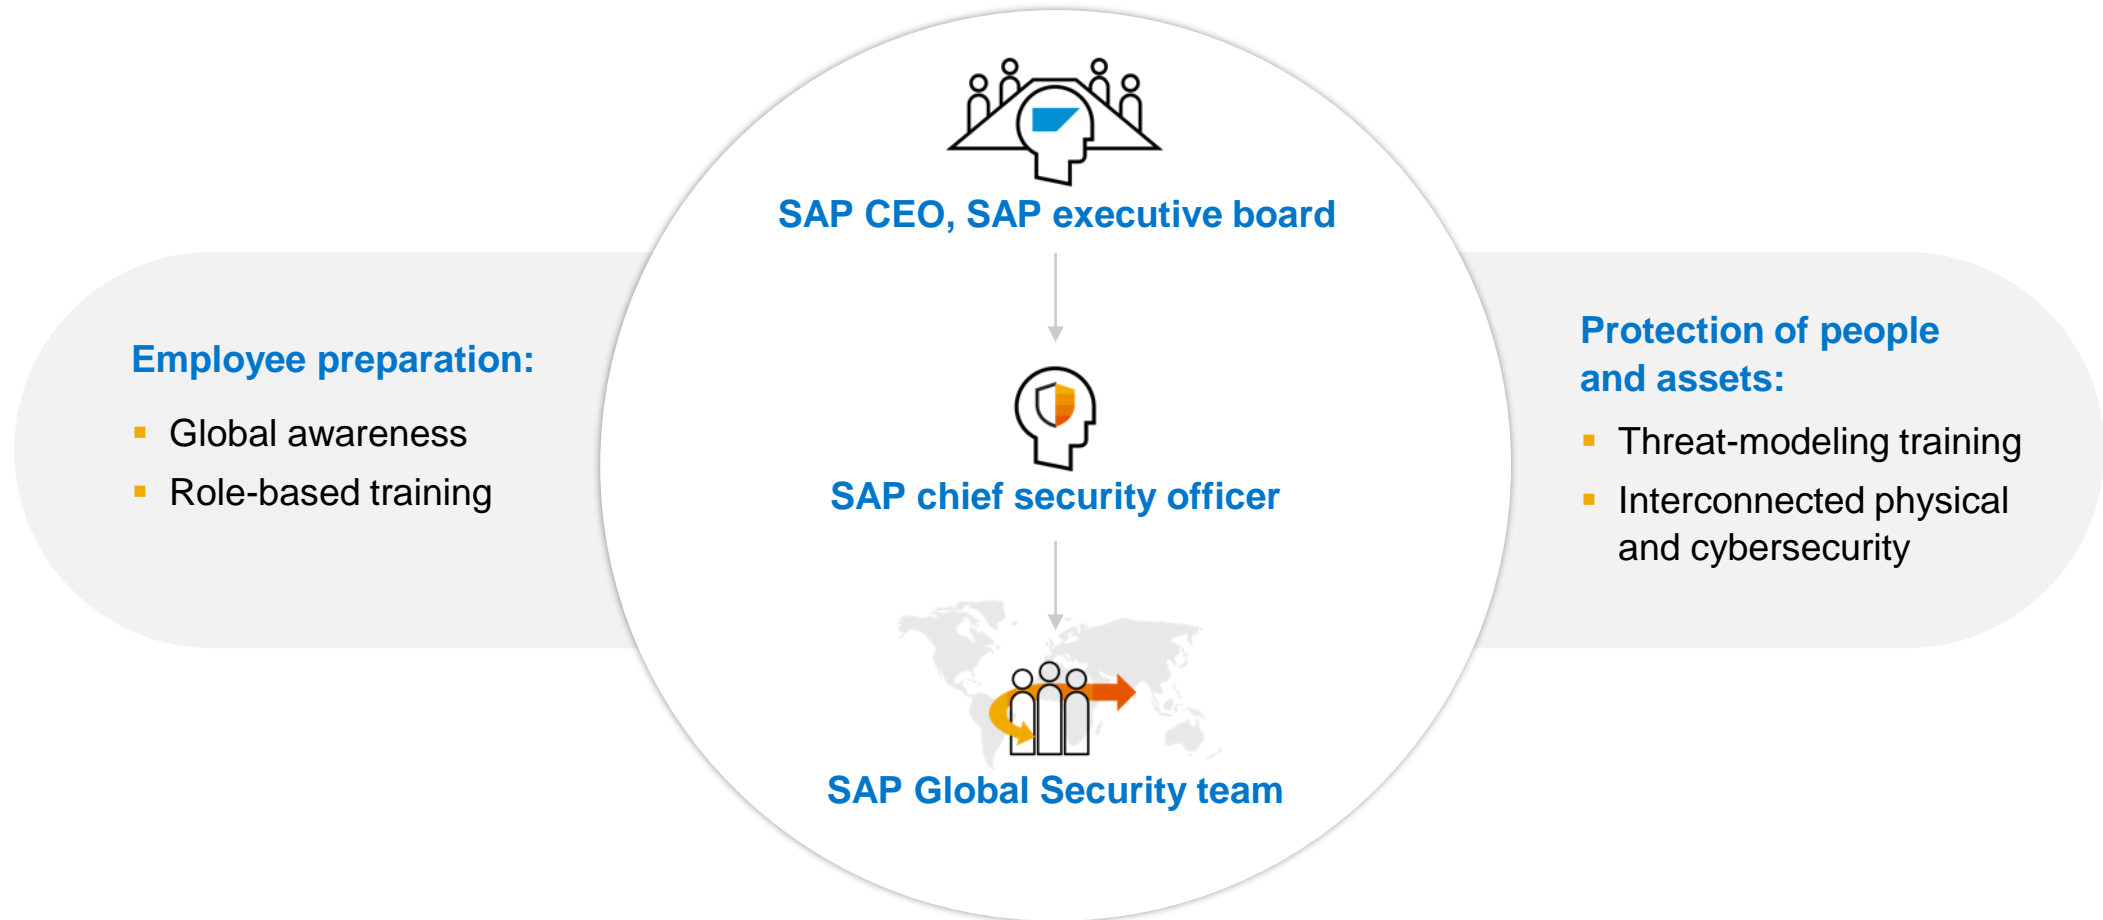 SAP CEO, SAP executive board
Employee preparation:
▪ Global awareness
▪ Role-based training
SAP chief security officer
SAP Global Security team
Protection of people
and assets:
▪ Threat-modeling training
▪ Interconnected physical
and cybersecurity